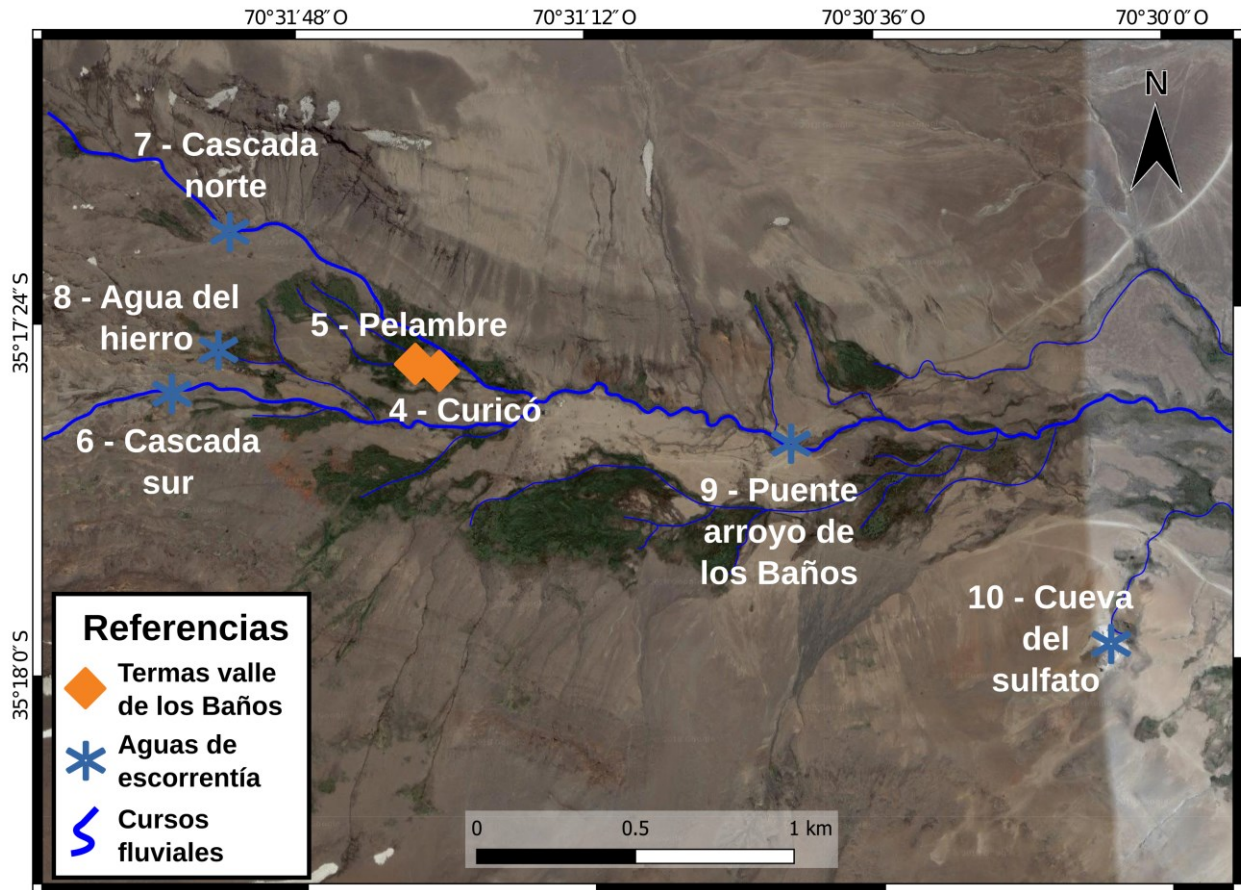 70°31′48″O
70°31′12″O
70°30′36″O
70°30′0″O
N
7 - Cascada
norte
35°17′24″S
8 - Agua del
hierro
5 - Pelambre
4 - Curicó
6 - Cascada
sur
9 - Puente
arroyo de
los Baños
10 - Cueva
del
sulfato
35°18′0″S
Referencias
Termas valle
de los Baños
Aguas de
escorrentía
Cursos
fluviales
0 0.5 1 km